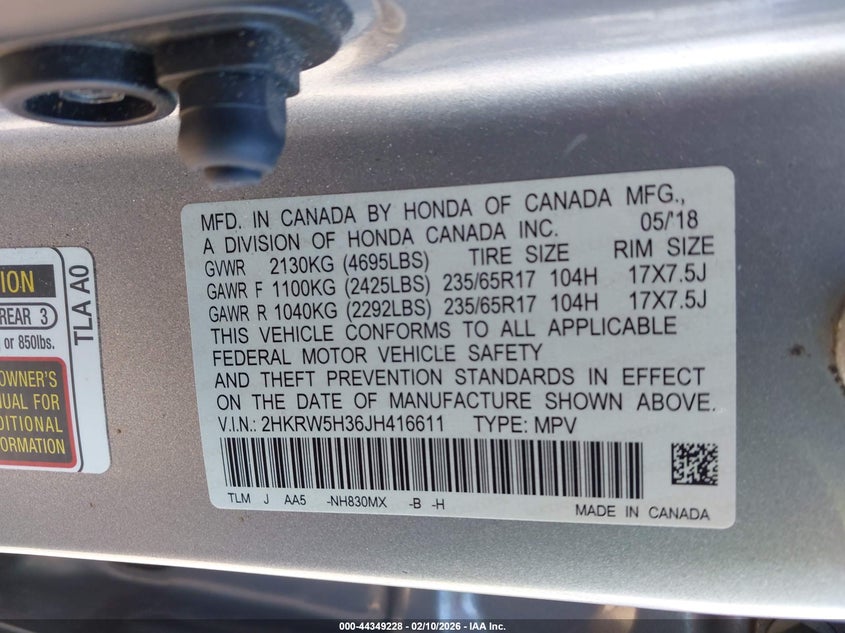 MFD. IN CANADA BY HONDA OF CANADA MFG.,
A DIVISION OF HONDA CANADA INC. 05/'18
GVWR 2130KG (4695LBS) TIRE SIZE RIM SIZE
GAWR F 1100KG (2425LBS) 235/65R17 104H 17X7.5J
GAWR R 1040KG (2292LBS) 235/65R17 104H 17X7.5J
THIS VEHICLE CONFORMS TO ALL APPLICABLE
FEDERAL MOTOR VEHICLE SAFETY
AND THEFT PREVENTION STANDARDS IN EFFECT
ON THE DATE OF MANUFACTURE SHOWN ABOVE.
V.I.N.: 2HKRW5H36JH416611 TYPE: MPV
TLM J AA5 -NH830MX -B -H
MADE IN CANADA
REAR 3
or 850lbs.
OWNER'S
FOR
TLA A0
000-44349228 - 02/10/2026 - IAA Inc.